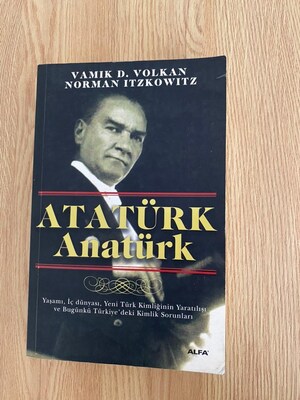 VAMIK D. VOLKAN
NORMAN ITZKOWITZ
ATATÜRK
Anatürk
Yaşamı, İç dünyası, Yeni Türk Kimliğinin Yaratılışı
ve Bugünkü Türkiye'deki Kimlik Sorunları
ALFA